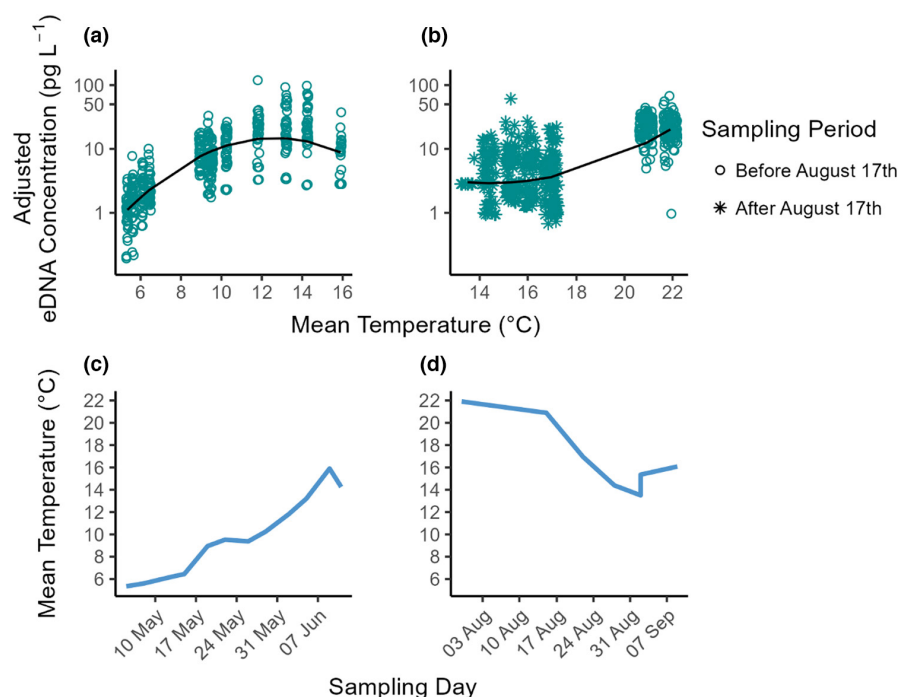 (a)
(b)
Adjusted
eDNA Concentration (pg L⁻¹)
100
50
10
1
6 8 10 12 14 16
100
50
10
1
14 16 18 20 22
Mean Temperature (°C)
Sampling Period
Before August 17th
After August 17th
(c)
(d)
Mean Temperature (°C)
22
20
18
16
14
12
10
8
6
10 May 17 May 24 May 31 May 07 Jun
22
20
18
16
14
12
10
8
6
03 Aug 10 Aug 17 Aug 24 Aug 31 Aug 07 Sep
Sampling Day